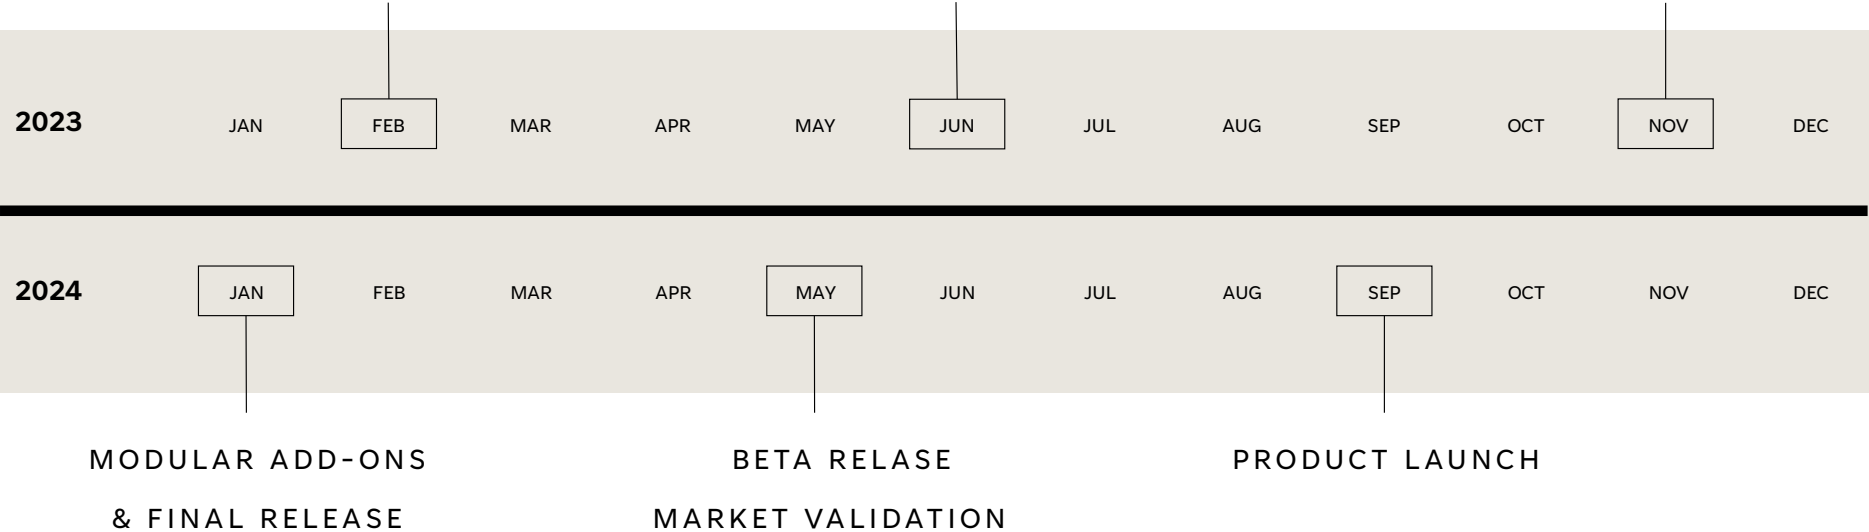 2023 JAN FEB MAR APR MAY JUN JUL AUG SEP OCT NOV DEC
2024 JAN FEB MAR APR MAY JUN JUL AUG SEP OCT NOV DEC
MODULAR ADD-ONS BETA RELASE PRODUCT LAUNCH
& FINAL RELEASE MARKET VALIDATION